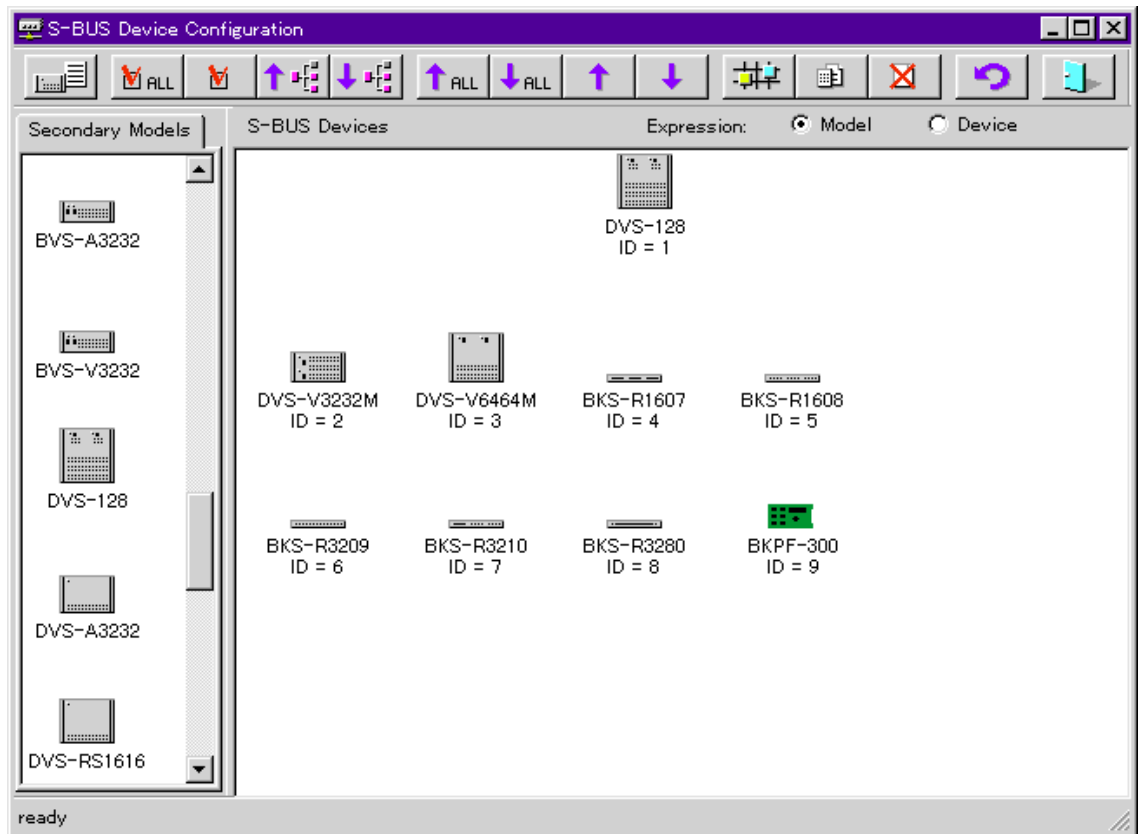 S-BUS Device Configuration
ALL
ALL
ALL
Secondary Models
S-BUS Devices
Expression:
Model
Device
BVS-A3232
BVS-V3232
DVS-128
DVS-A3232
DVS-RS1616
DVS-128
ID = 1
DVS-V3232M
ID = 2
DVS-V6464M
ID = 3
BKS-R1607
ID = 4
BKS-R1608
ID = 5
BKS-R3209
ID = 6
BKS-R3210
ID = 7
BKS-R3280
ID = 8
BKPF-300
ID = 9
ready